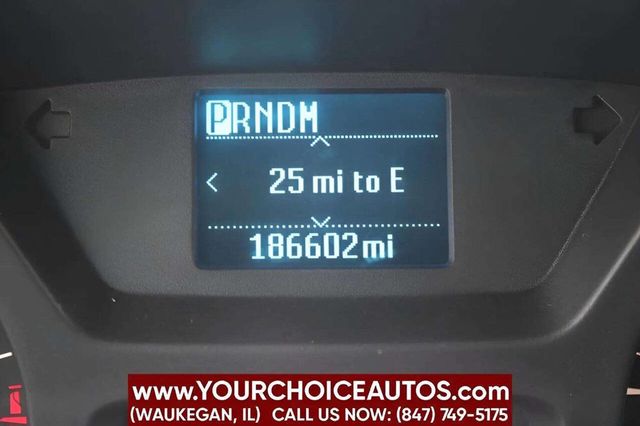 PRNDM
< 25 mi to E
186602mi
WWW.YOURCHOICEAUTOS.COM
(WAUKEGAN, IL) CALL US NOW: (847) 749-5175